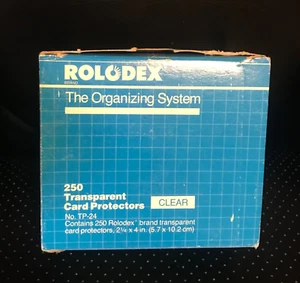 ROLODEX
The Organizing System
250
Transparent
Card Protectors
CLEAR
No. TP-24
Contains 250 Rolodex® brand transparent
card protectors, 2¼ x 4 in. (5.7 x 10.2 cm)